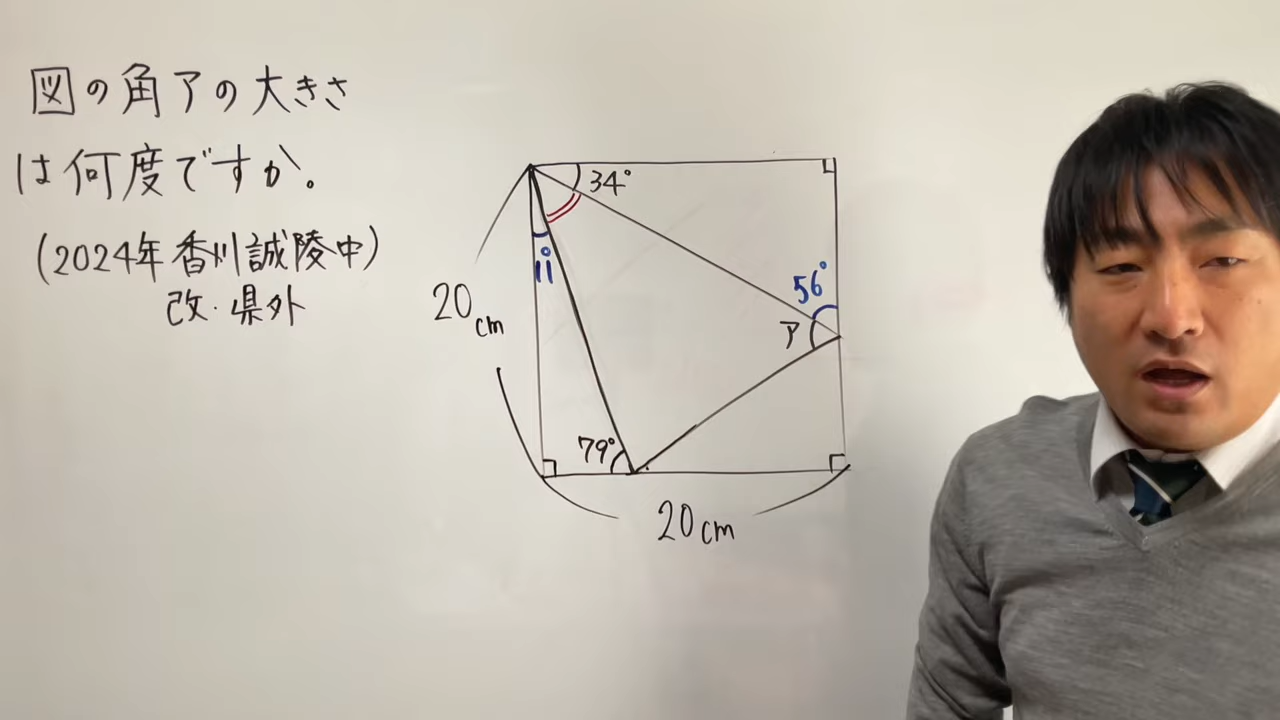 図の角アの大きさ
は何度ですか。
(2024年香川誠陵中)
改・県外
34°
11°
20cm
56°
ア
79°
20cm